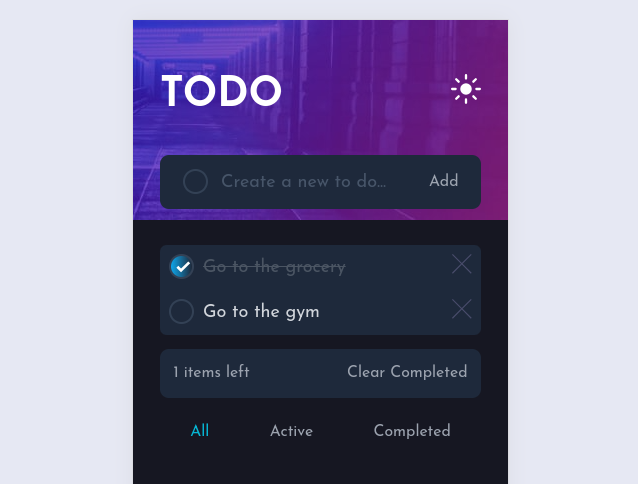 TODO
Create a new to do...
Add
Go to the grocery
Go to the gym
1 items left
Clear Completed
All
Active
Completed